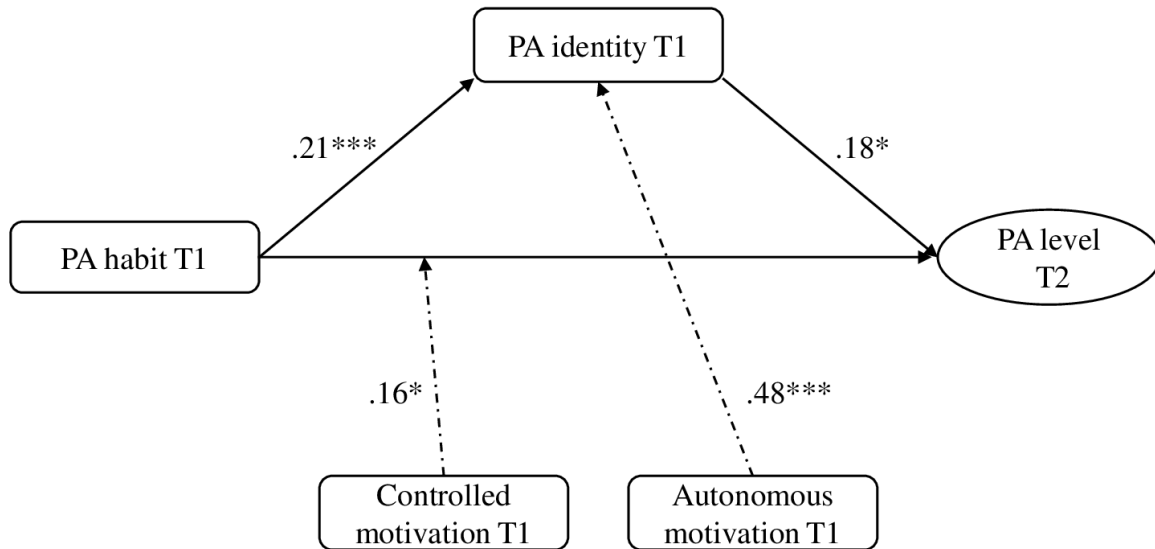 PA identity T1
.21***
.18*
PA habit T1
PA level
T2
.16*
.48***
Controlled
motivation T1
Autonomous
motivation T1